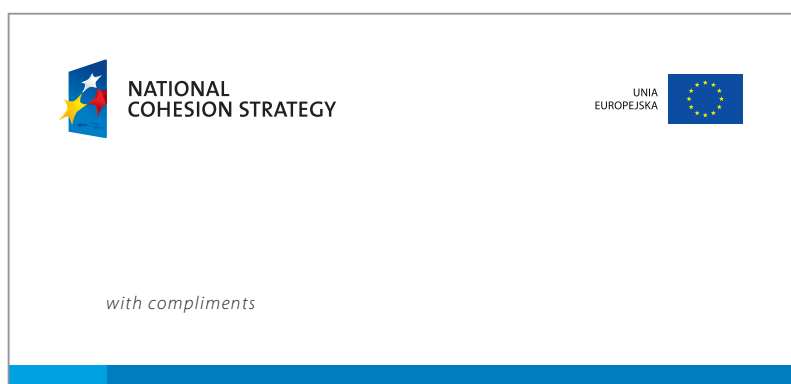 NATIONAL
COHESION STRATEGY
UNIA
EUROPEJSKA
with compliments